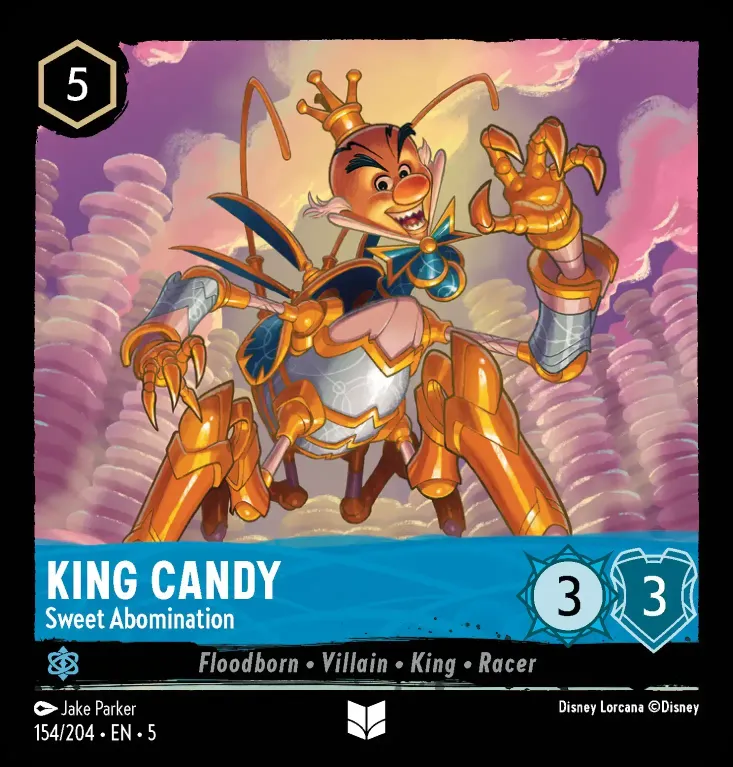 5
KING CANDY
Sweet Abomination
3
3
Floodborn • Villain • King • Racer
Jake Parker
Disney Lorcana ©Disney
154/204 • EN • 5